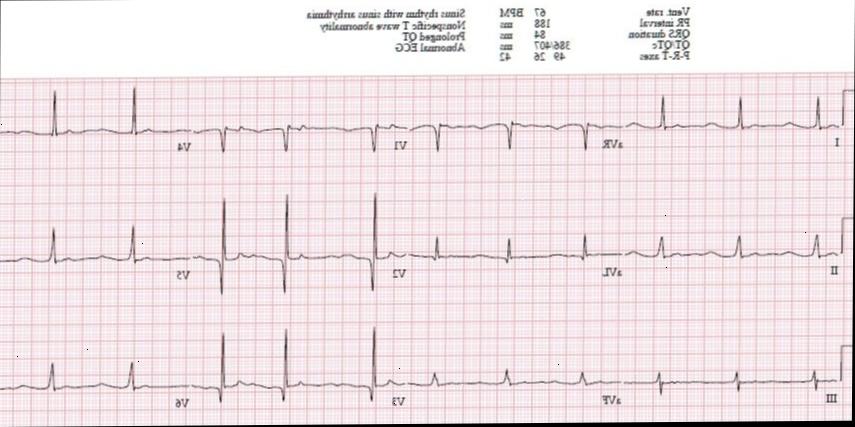 Vent. rate 67 BPM Sinus rhythm with sinus arrhythmia
PR interval 188 ms Nonspecific T wave abnormality
QRS duration 84 ms Prolonged QT
QT/QTc 386/407 ms Abnormal ECG
P-R-T axes 49 26 42
I aVR V1 V4
II aVL V2 V5
III aVF V3 V6